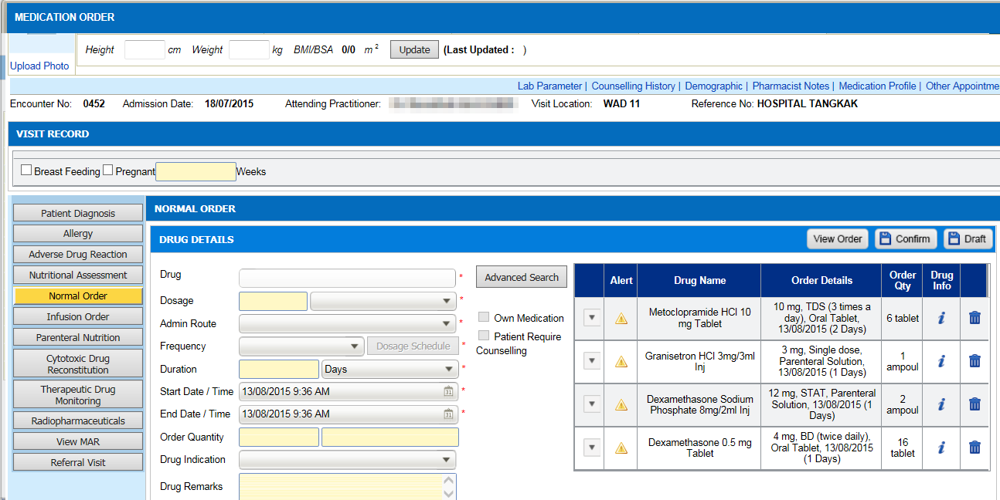 MEDICATION ORDER
Height cm Weight kg BMI/BSA 0/0 m 2 Update (Last Updated : )
Upload Photo
Lab Parameter | Counselling History | Demographic | Pharmacist Notes | Medication Profile | Other Appointme
Encounter No: 0452 Admission Date: 18/07/2015 Attending Practitioner: Visit Location: WAD 11 Reference No: HOSPITAL TANGKAK
VISIT RECORD
Breast Feeding Pregnant Weeks
Patient Diagnosis
Allergy
Adverse Drug Reaction
Nutritional Assessment
Normal Order
Infusion Order
Parenteral Nutrition
Cytotoxic Drug
Reconstitution
Therapeutic Drug
Monitoring
Radiopharmaceuticals
View MAR
Referral Visit
NORMAL ORDER
DRUG DETAILS
View Order Confirm Draft
Drug * Advanced Search
Dosage *
Own Medication
Admin Route *
Patient Require
Counselling
Frequency Dosage Schedule *
Duration Days *
Start Date / Time 13/08/2015 9:36 AM 31 *
End Date / Time 13/08/2015 9:36 AM 31 *
Order Quantity
Drug Indication
Drug Remarks
Alert Drug Name Order Details Order
Qty Drug
Info
Metoclopramide HCl 10
mg Tablet
10 mg, TDS (3 times a
day), Oral Tablet,
13/08/2015 (2 Days)
6 tablet
i
Granisetron HCl 3mg/3ml
Inj
3 mg, Single dose,
Parenteral Solution,
13/08/2015 (1 Days)
1
ampoul
i
Dexamethasone Sodium
Phosphate 8mg/2ml Inj
12 mg, STAT, Parenteral
Solution, 13/08/2015 (1
Days)
2
ampoul
i
Dexamethasone 0.5 mg
Tablet
4 mg, BD (twice daily),
Oral Tablet, 13/08/2015
(1 Days)
16
tablet
i